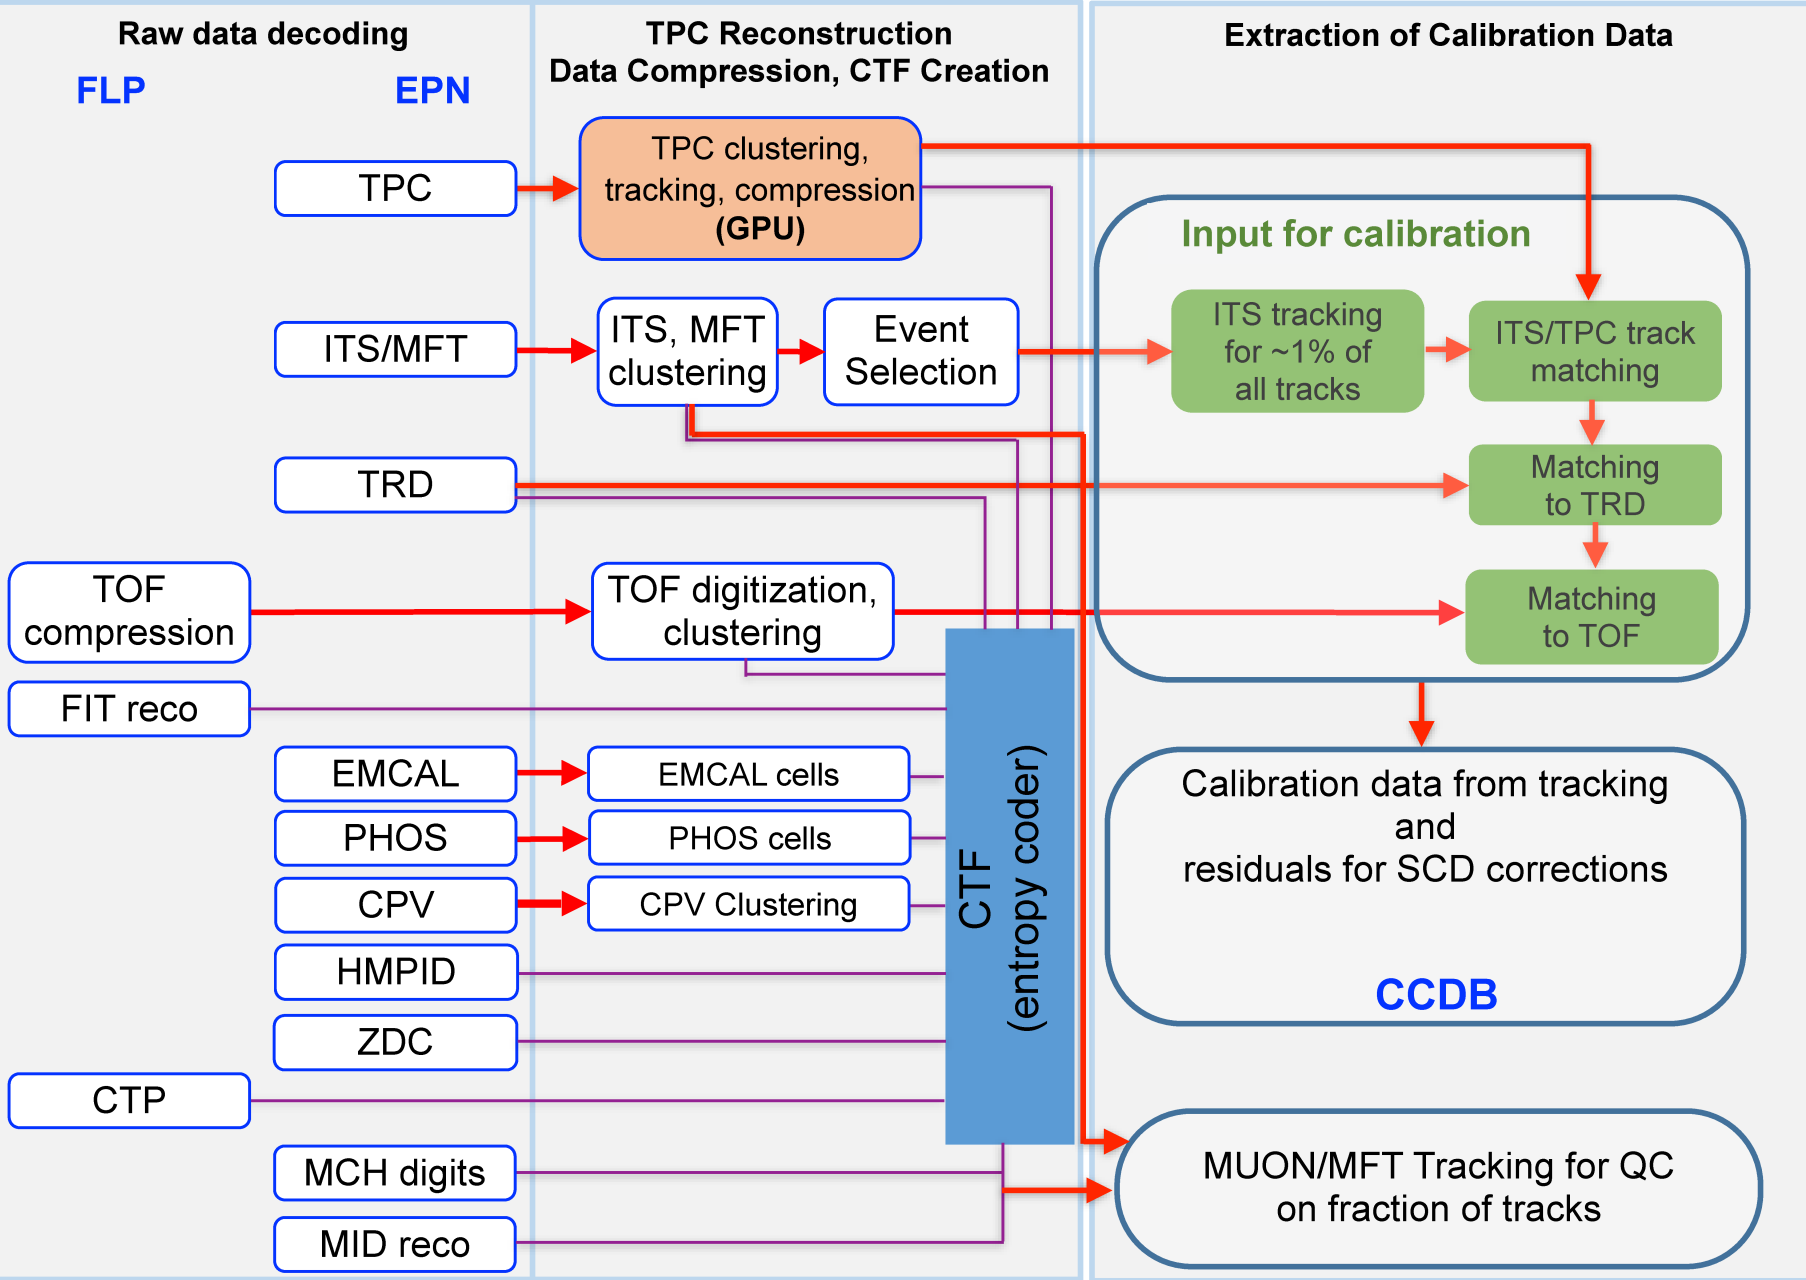 Raw data decoding
FLP
EPN
TPC Reconstruction
Data Compression, CTF Creation
Extraction of Calibration Data
TPC
TPC clustering,
tracking, compression
(GPU)
Input for calibration
ITS/MFT
ITS, MFT
clustering
Event
Selection
ITS tracking
for ~1% of
all tracks
ITS/TPC track
matching
TRD
Matching
to TRD
TOF
compression
TOF digitization,
clustering
Matching
to TOF
FIT reco
EMCAL
EMCAL cells
PHOS
PHOS cells
CPV
CPV Clustering
HMPID
ZDC
CTP
MCH digits
MID reco
CTF
(entropy coder)
Calibration data from tracking
and
residuals for SCD corrections
CCDB
MUON/MFT Tracking for QC
on fraction of tracks